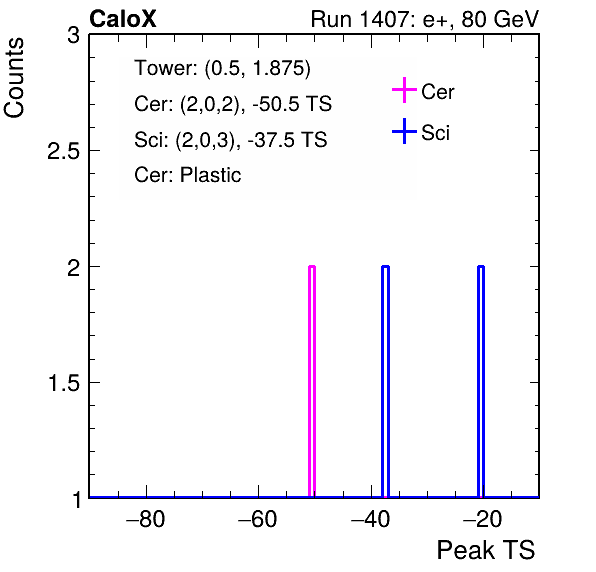 CaloX Run 1407: e+, 80 GeV
Counts
3
2.5
2
1.5
1
Tower: (0.5, 1.875)
Cer: (2,0,2), -50.5 TS
Sci: (2,0,3), -37.5 TS
Cer: Plastic
Cer
Sci
−80 −60 −40 −20
Peak TS